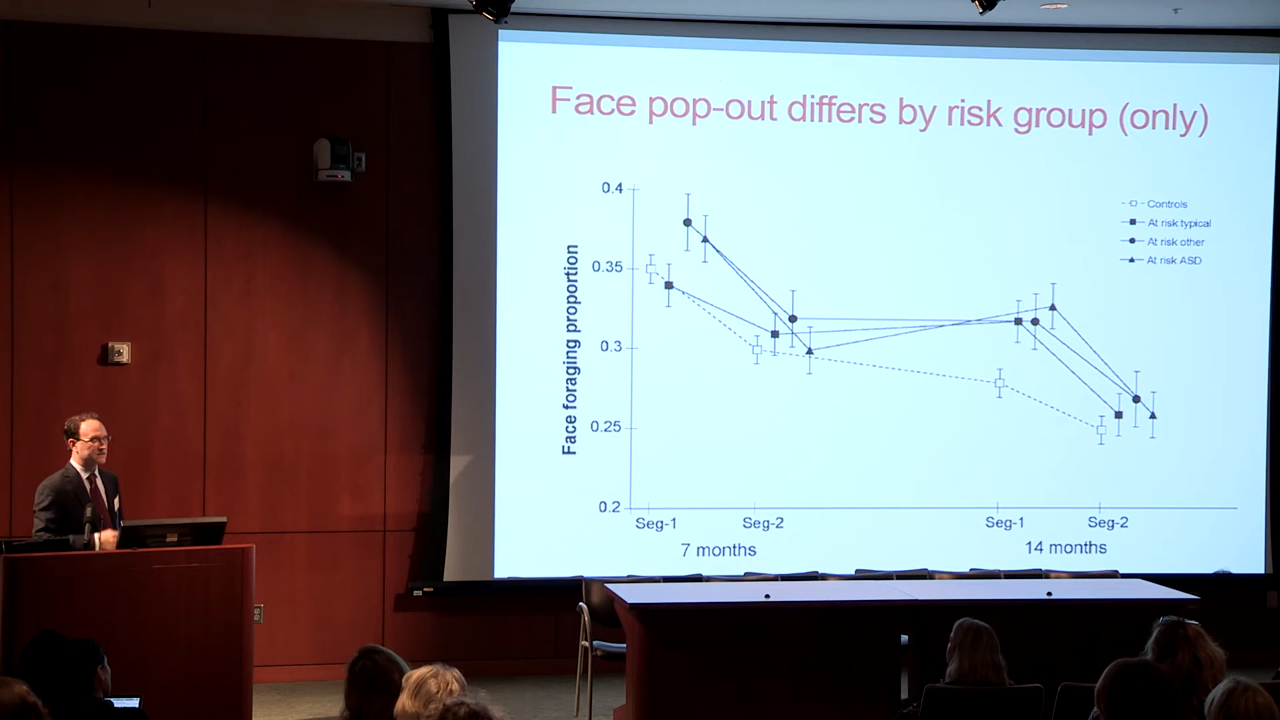 Face pop-out differs by risk group (only)
Face foraging proportion
0.4
0.35
0.3
0.25
0.2
Controls
At risk typical
At risk other
At risk ASD
Seg-1
Seg-2
Seg-1
Seg-2
7 months
14 months